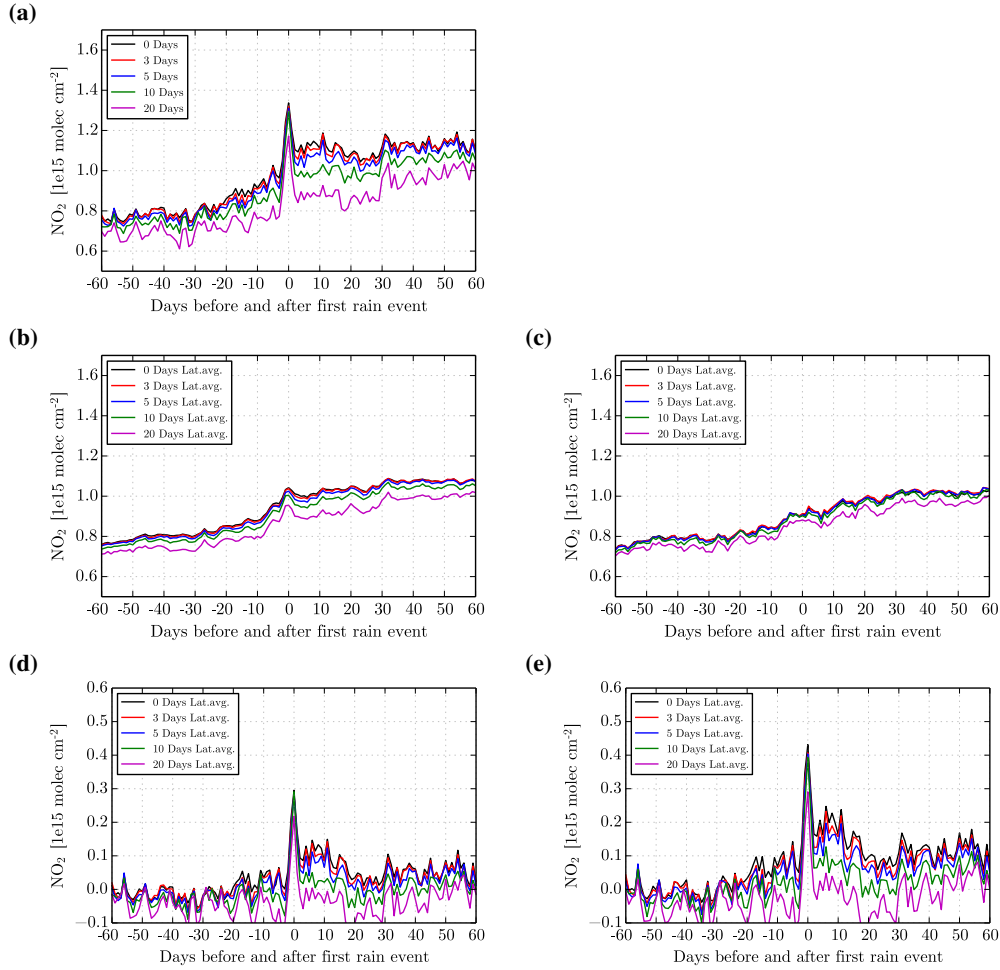 (a)
NO2 [1e15 molec cm-2]
1.6
1.4
1.2
1.0
0.8
0.6
0 Days
3 Days
5 Days
10 Days
20 Days
-60 -50 -40 -30 -20 -10 0 10 20 30 40 50 60
Days before and after first rain event
(b)
NO2 [1e15 molec cm-2]
1.6
1.4
1.2
1.0
0.8
0.6
0 Days Lat.avg.
3 Days Lat.avg.
5 Days Lat.avg.
10 Days Lat.avg.
20 Days Lat.avg.
-60 -50 -40 -30 -20 -10 0 10 20 30 40 50 60
Days before and after first rain event
(c)
NO2 [1e15 molec cm-2]
1.6
1.4
1.2
1.0
0.8
0.6
0 Days Lat.avg.
3 Days Lat.avg.
5 Days Lat.avg.
10 Days Lat.avg.
20 Days Lat.avg.
-60 -50 -40 -30 -20 -10 0 10 20 30 40 50 60
Days before and after first rain event
(d)
NO2 [1e15 molec cm-2]
0.6
0.5
0.4
0.3
0.2
0.1
0.0
−0.1
0 Days Lat.avg.
3 Days Lat.avg.
5 Days Lat.avg.
10 Days Lat.avg.
20 Days Lat.avg.
-60 -50 -40 -30 -20 -10 0 10 20 30 40 50 60
Days before and after first rain event
(e)
NO2 [1e15 molec cm-2]
0.6
0.5
0.4
0.3
0.2
0.1
0.0
−0.1
0 Days Lat.avg.
3 Days Lat.avg.
5 Days Lat.avg.
10 Days Lat.avg.
20 Days Lat.avg.
-60 -50 -40 -30 -20 -10 0 10 20 30 40 50 60
Days before and after first rain event